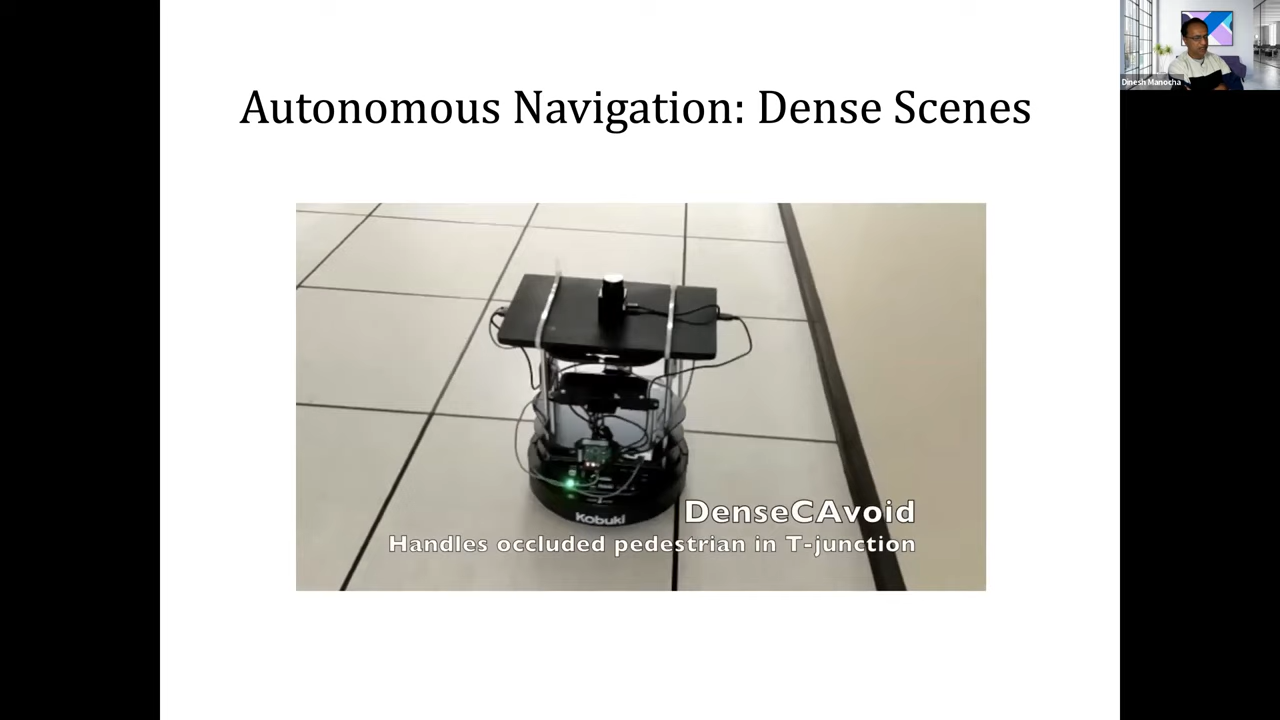 Autonomous Navigation: Dense Scenes
Dinesh Manocha
Kobuki
DenseCAvoid
Handles occluded pedestrian in T-junction